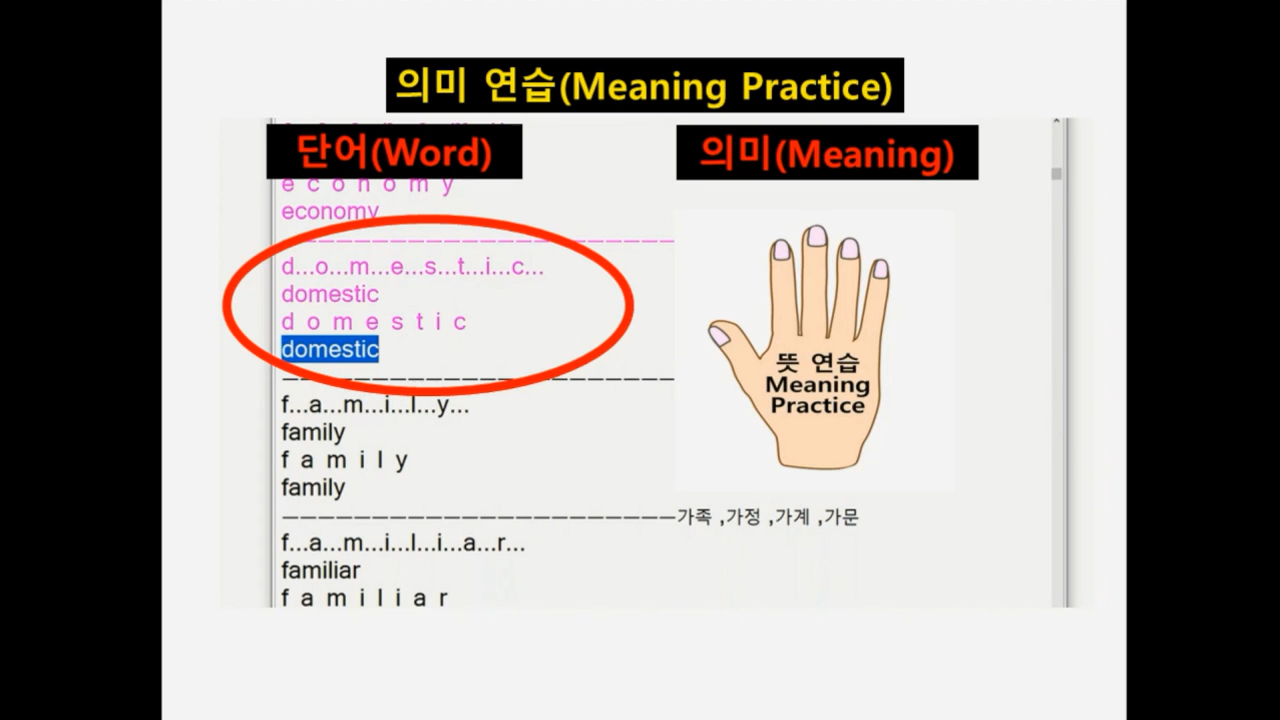 의미 연습(Meaning Practice)
단어(Word)
의미(Meaning)
e c o n o m y
economy
d...o...m...e...s...t...i...c...
domestic
d o m e s t i c
domestic
f...a...m...i...l...y...
family
f a m i l y
family
가족 ,가정 ,가계 ,가문
f...a...m...i...l...i...a...r...
familiar
f a m i l i a r
뜻 연습
Meaning
Practice